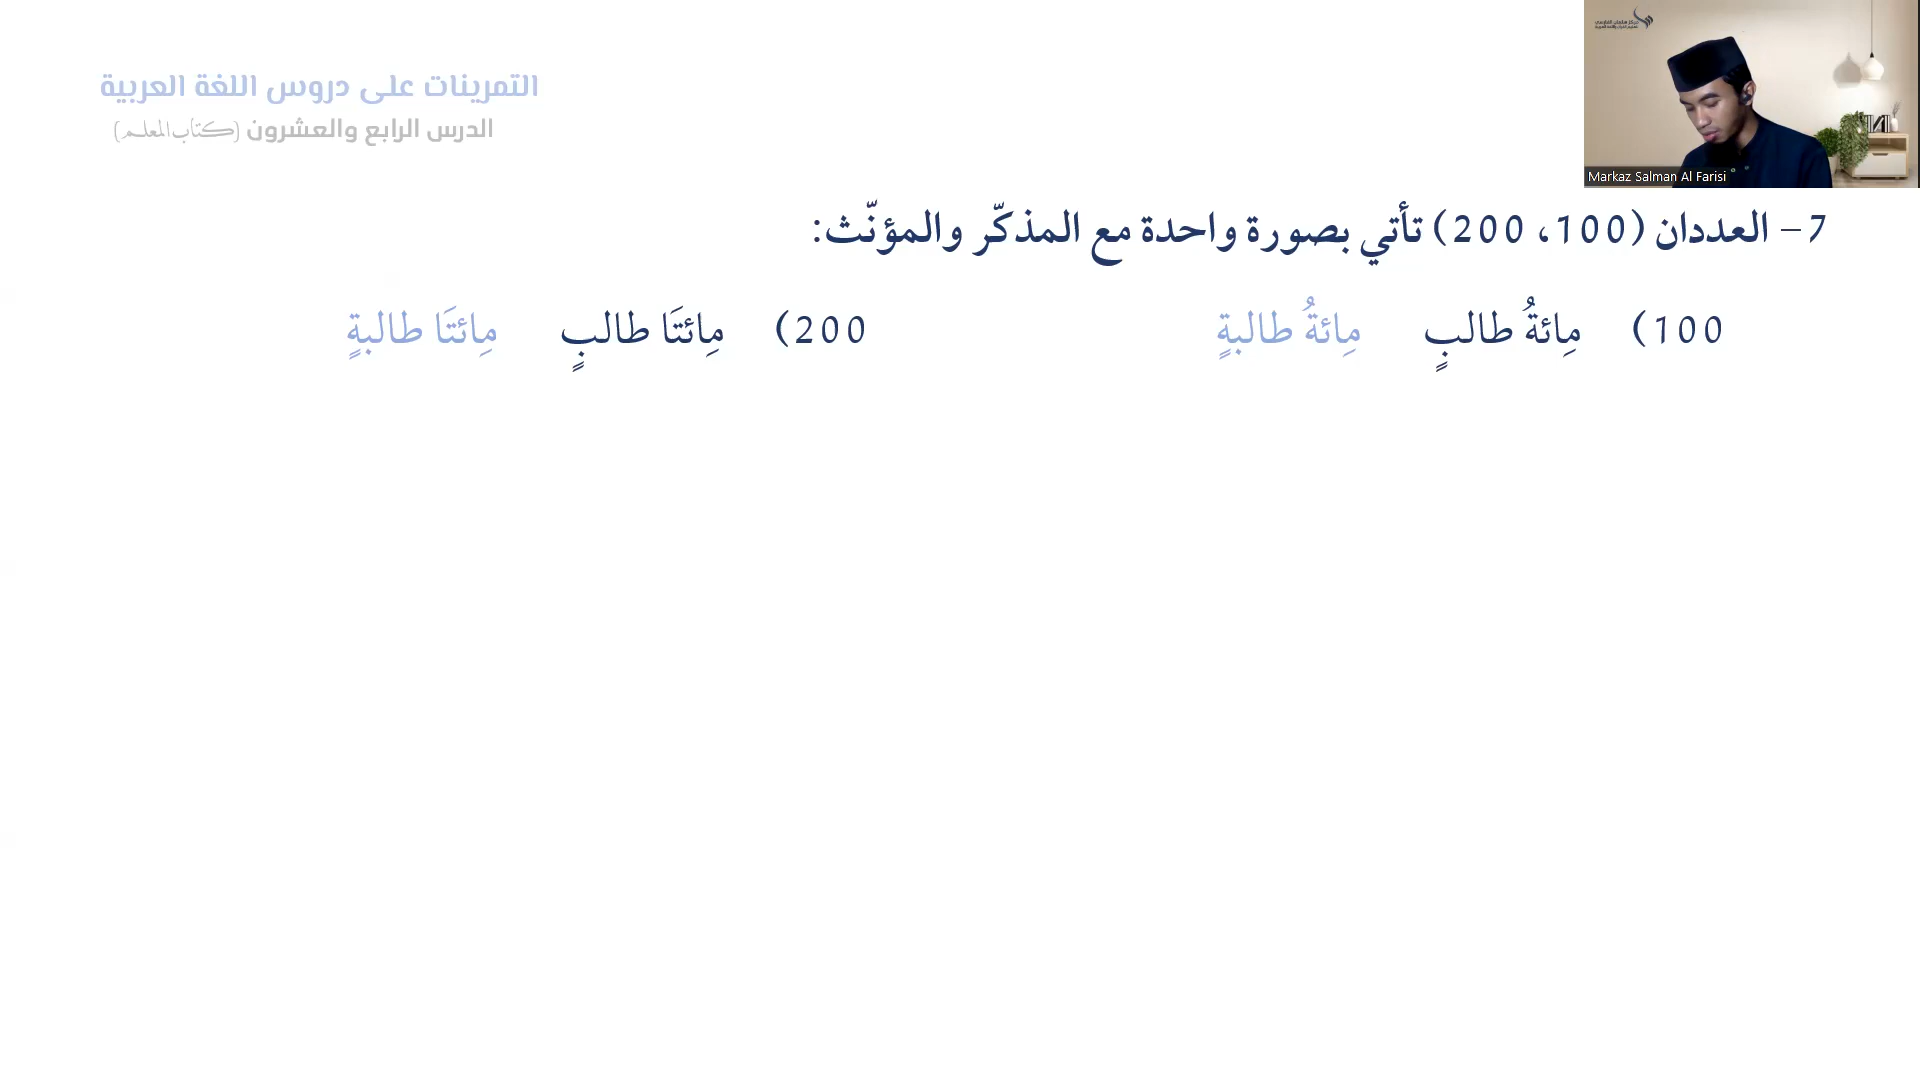 التمرينات على دروس اللغة العربية
الدرس الرابع والعشرون (كتاب المعلم)
Markaz Salman Al Farisi
7- العددان (100، 200) تأتي بصورة واحدة مع المذكّر والمؤنّث:
100) مِائةُ طالبٍ مِائةُ طالبةٍ 200) مِائتَا طالبٍ مِائتَا طالبةٍ